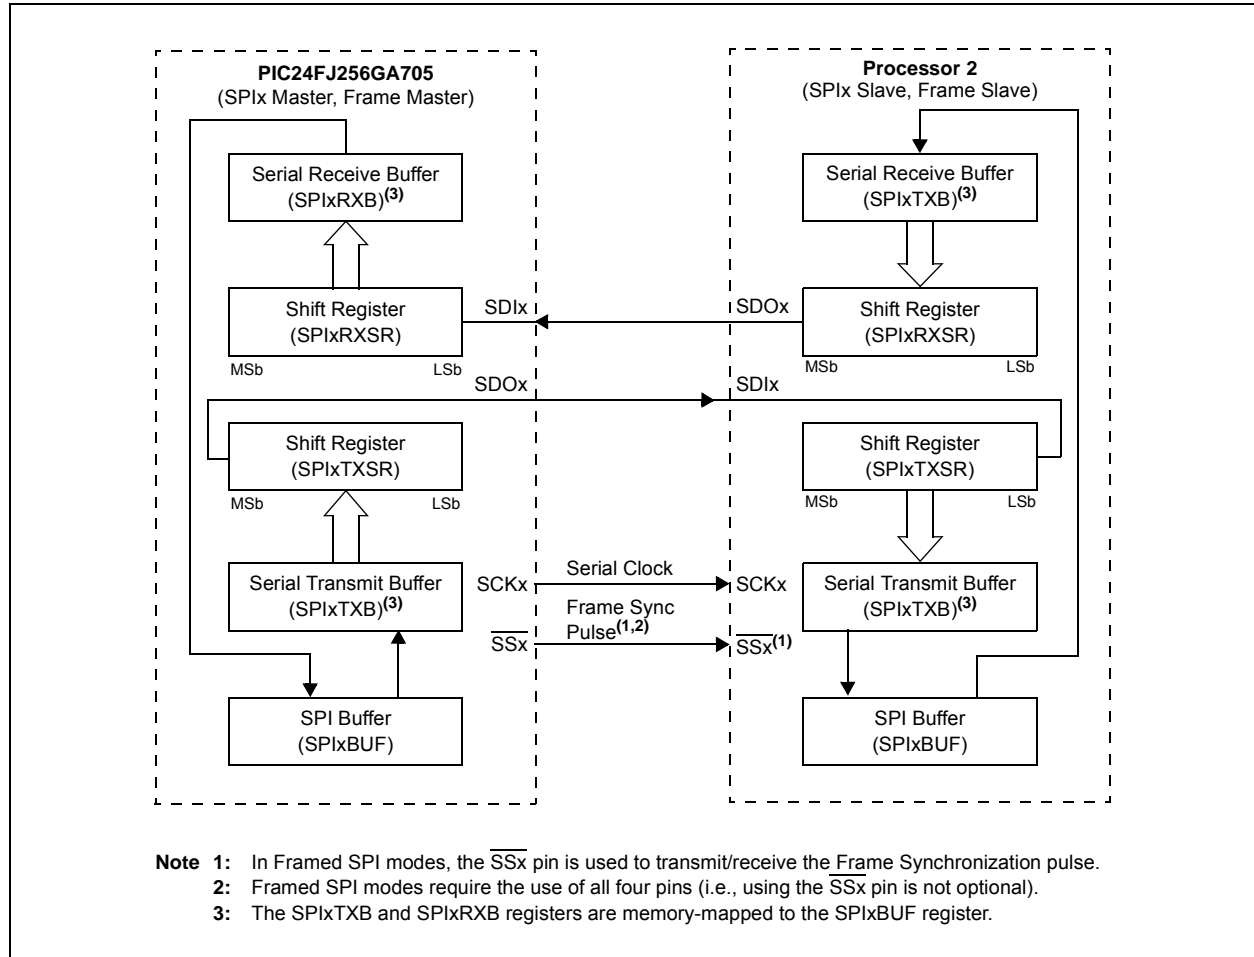 PIC24FJ256GA705
(SPIx Master, Frame Master)
Serial Receive Buffer
(SPIxRXB)(3)
Shift Register
(SPIxRXSR)
MSb
LSb
SDIx
SDOx
Shift Register
(SPIxTXSR)
MSb
LSb
Serial Transmit Buffer
(SPIxTXB)(3)
SCKx
SSx
SPI Buffer
(SPIxBUF)
Serial Clock
Frame Sync
Pulse(1,2)
Processor 2
(SPIx Slave, Frame Slave)
Serial Receive Buffer
(SPIxTXB)(3)
SDOx
Shift Register
(SPIxRXSR)
MSb
LSb
SDIx
Shift Register
(SPIxTXSR)
MSb
LSb
SCKx
Serial Transmit Buffer
(SPIxTXB)(3)
SSx(1)
SPI Buffer
(SPIxBUF)
Note 1: In Framed SPI modes, the SSx pin is used to transmit/receive the Frame Synchronization pulse.
2: Framed SPI modes require the use of all four pins (i.e., using the SSx pin is not optional).
3: The SPIxTXB and SPIxRXB registers are memory-mapped to the SPIxBUF register.